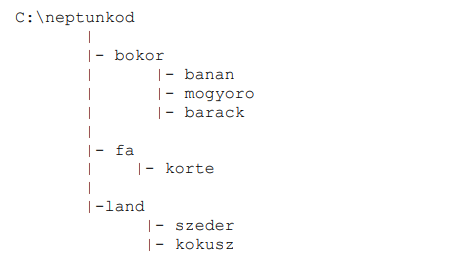 C:\neptunkod
|
|- bokor
| |- banan
| |- mogyoro
| |- barack
|
|- fa
| |- korte
|
|-land
|- szeder
|- kokusz